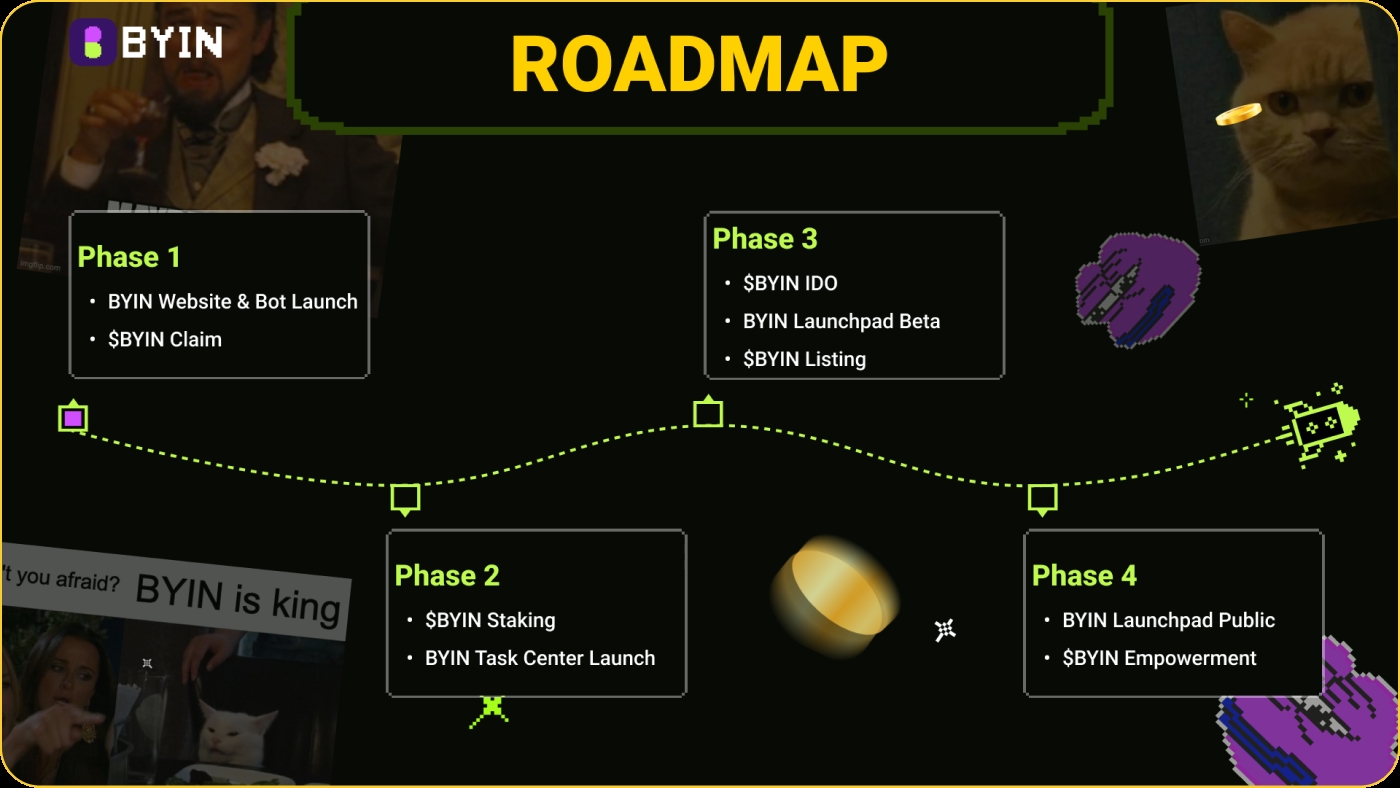 BYIN
ROADMAP
imgflip.com
Phase 1
• BYIN Website & Bot Launch
• $BYIN Claim
Phase 3
• $BYIN IDO
• BYIN Launchpad Beta
• $BYIN Listing
't you afraid? BYIN is king
Phase 2
• $BYIN Staking
• BYIN Task Center Launch
Phase 4
• BYIN Launchpad Public
• $BYIN Empowerment